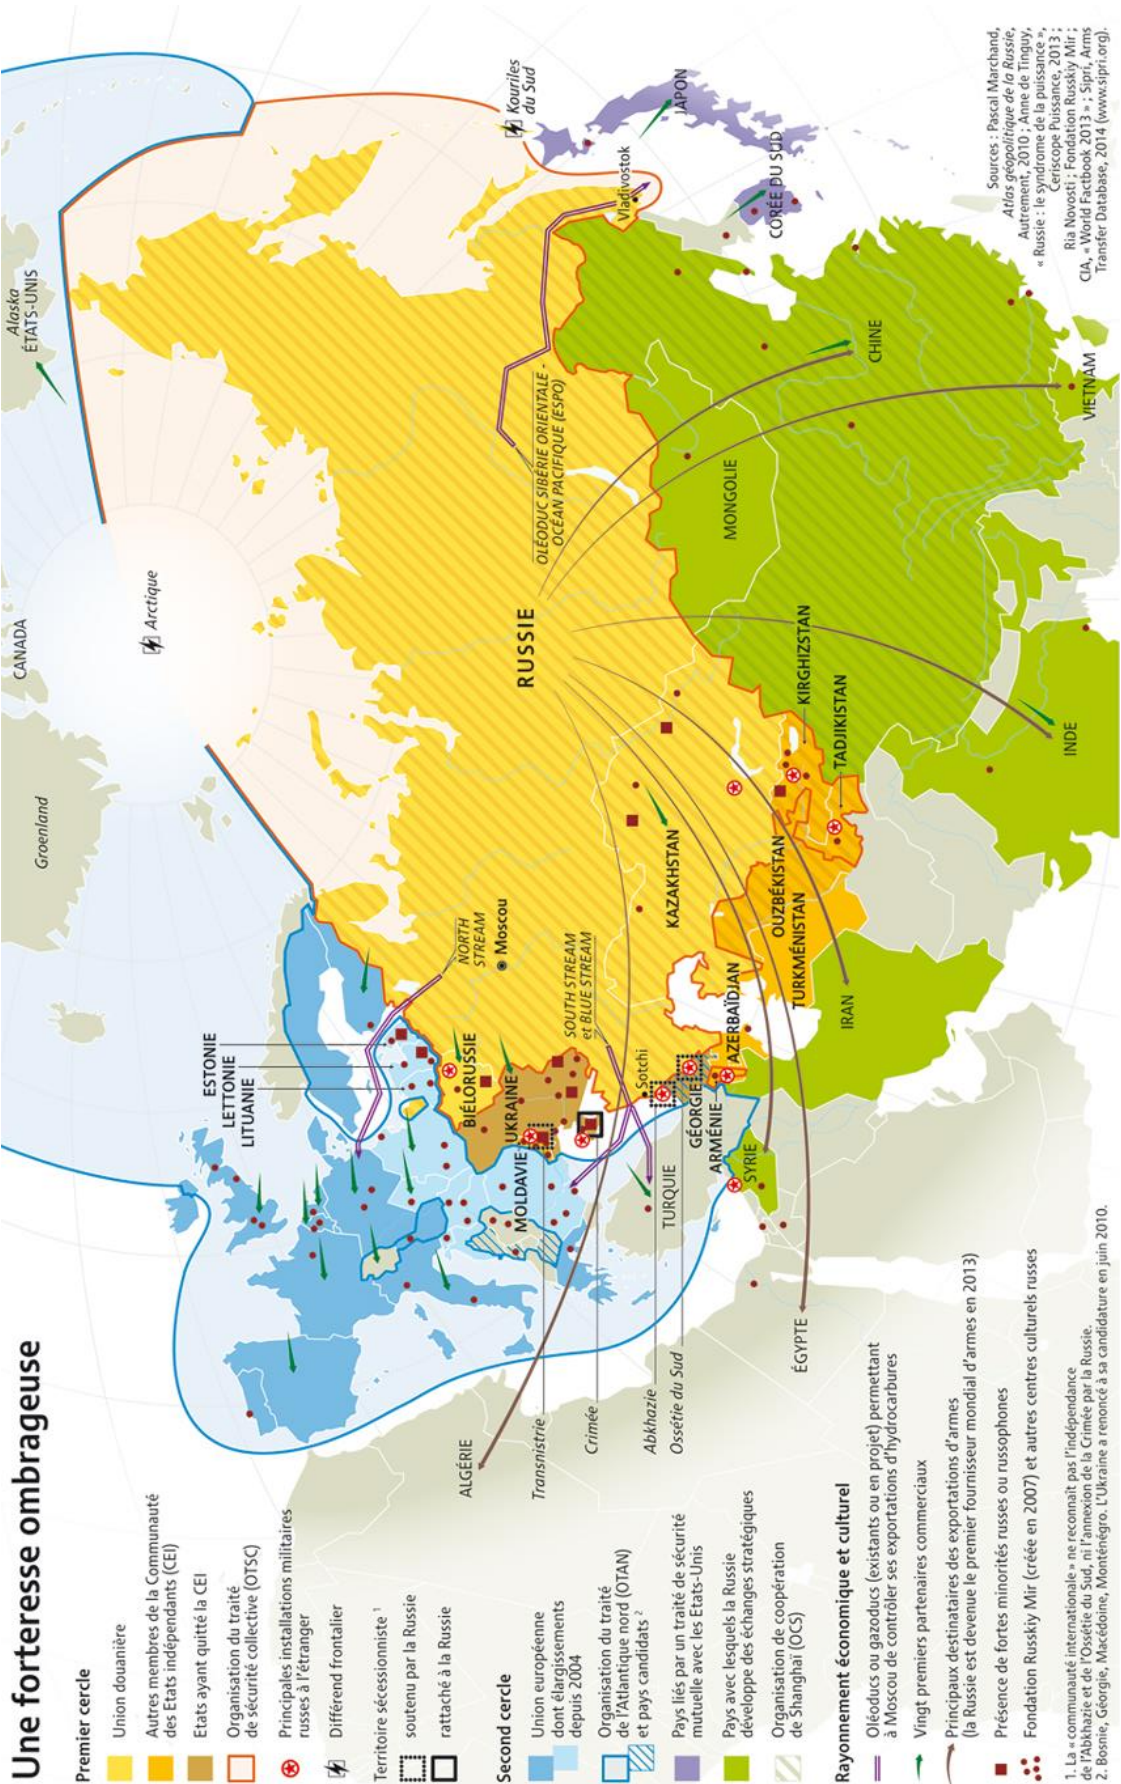 Une forteresse ombrageuse
Premier cercle
Union douanière
Autres membres de la Communauté
des Etats indépendants (CEI)
Etats ayant quitté la CEI
Organisation du traité
de sécurité collective (OTSC)
Principales installations militaires
russes à l'étranger
Différend frontalier
Territoire sécessionniste 1
soutenu par la Russie
rattaché à la Russie
Second cercle
Union européenne
dont élargissements
depuis 2004
Organisation du traité
de l'Atlantique nord (OTAN)
et pays candidats 2
Pays liés par un traité de sécurité
mutuelle avec les Etats-Unis
Pays avec lesquels la Russie
développe des échanges stratégiques
Organisation de coopération
de Shanghaï (OCS)
Rayonnement économique et culturel
Oléoducs ou gazoducs (existants ou en projet) permettant
à Moscou de contrôler ses exportations d'hydrocarbures
Vingt premiers partenaires commerciaux
Principaux destinataires des exportations d'armes
(la Russie est devenue le premier fournisseur mondial d'armes en 2013)
Présence de fortes minorités russes ou russophones
Fondation Russkiy Mir (créée en 2007) et autres centres culturels russes
1. La « communauté internationale » ne reconnaît pas l'indépendance
de l'Abkhazie et de l'Ossétie du Sud, ni l'annexion de la Crimée par la Russie.
2. Bosnie, Géorgie, Macédoine, Monténégro. L'Ukraine a renoncé à sa candidature en juin 2010.
Groenland
CANADA
Alaska
ÉTATS-UNIS
Arctique
Kouriles
du Sud
JAPON
CORÉE DU SUD
Vladivostok
OLÉODUC SIBÉRIE ORIENTALE -
OCÉAN PACIFIQUE (ESPO)
RUSSIE
MONGOLIE
CHINE
VIETNAM
INDE
KIRGHIZSTAN
TADJIKISTAN
OUZBÉKISTAN
TURKMÉNISTAN
KAZAKHSTAN
IRAN
AZERBAÏDJAN
ARMÉNIE
GÉORGIE
SYRIE
TURQUIE
ÉGYPTE
ALGÉRIE
Moscou
NORTH
STREAM
SOUTH STREAM
et BLUE STREAM
Sotchi
ESTONIE
LETTONIE
LITUANIE
BIÉLORUSSIE
UKRAINE
MOLDAVIE
Transnistrie
Crimée
Abkhazie
Ossétie du Sud
Sources : Pascal Marchand,
Atlas géopolitique de la Russie,
Autrement, 2010 ; Anne de Tinguy,
« Russie : le syndrome de la puissance »,
Ceriscope Puissance, 2013 ;
Ria Novosti ; Fondation Russkiy Mir ;
CIA, « World Factbook 2013 » ; Sipri, Arms
Transfer Database, 2014 (www.sipri.org).